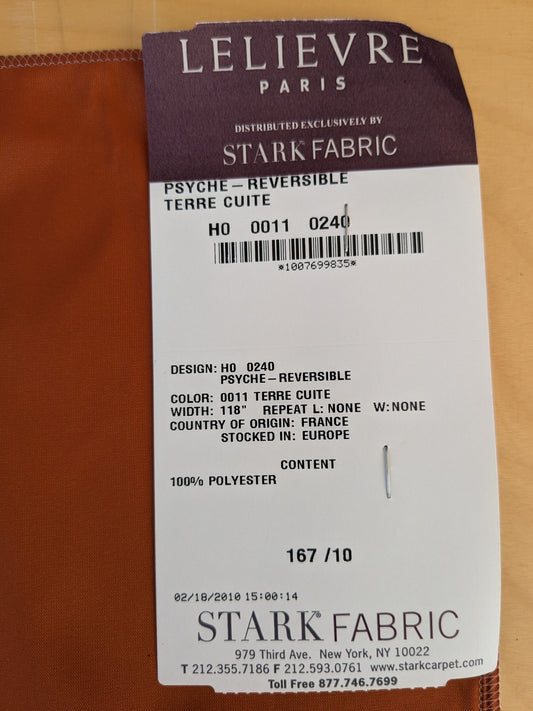 LELIEVRE
PARIS
DISTRIBUTED EXCLUSIVELY BY
STARK FABRIC
PSYCHE – REVERSIBLE
TERRE CUITE
H0 0011 0240
*1007699835*
DESIGN: H0 0240
PSYCHE – REVERSIBLE
COLOR: 0011 TERRE CUITE
WIDTH: 118" REPEAT L: NONE W: NONE
COUNTRY OF ORIGIN: FRANCE
STOCKED IN: EUROPE
CONTENT
100% POLYESTER
167 /10
02/18/2010 15:00:14
STARK® FABRIC
979 Third Ave. New York, NY 10022
T 212.355.7186 F 212.593.0761 www.starkcarpet.com
Toll Free 877.746.7699